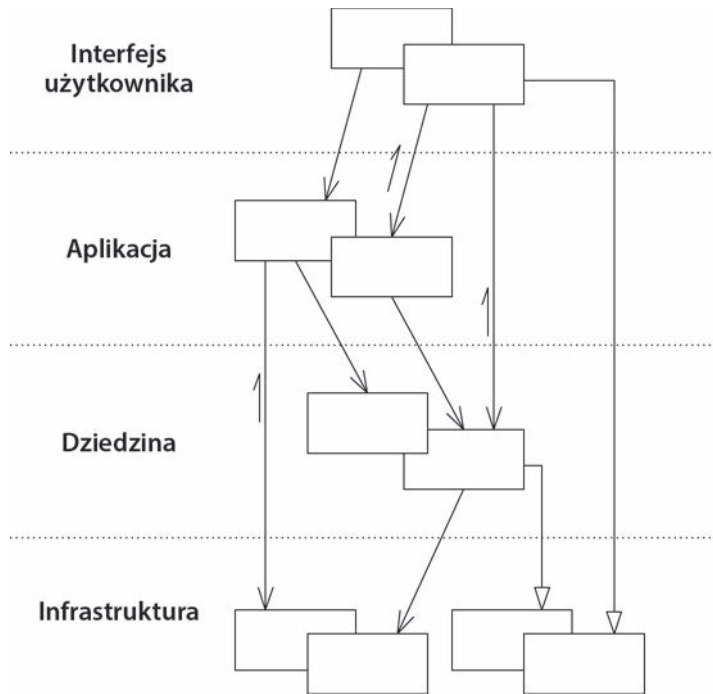 Interfejs
użytkownika
Aplikacja
Dziedzina
Infrastruktura